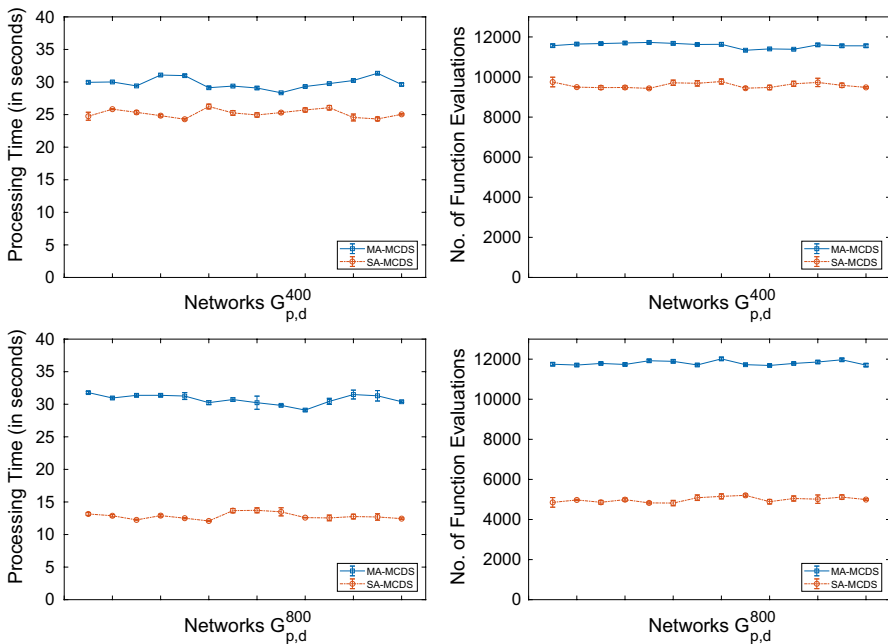 Processing Time (in seconds)
40
35
30
25
20
15
10
5
0
MA-MCDS
SA-MCDS
Networks G^400_p,d
No. of Function Evaluations
12000
10000
8000
6000
4000
2000
0
MA-MCDS
SA-MCDS
Networks G^400_p,d
Processing Time (in seconds)
40
35
30
25
20
15
10
5
0
MA-MCDS
SA-MCDS
Networks G^800_p,d
No. of Function Evaluations
12000
10000
8000
6000
4000
2000
0
MA-MCDS
SA-MCDS
Networks G^800_p,d